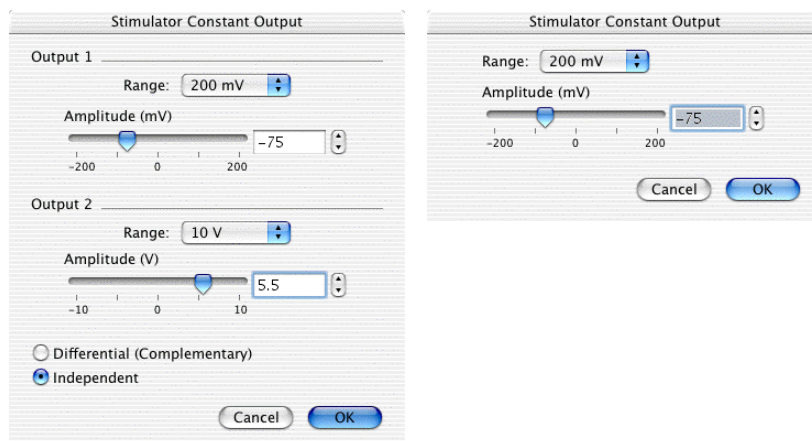 Stimulator Constant Output
Output 1
Range: 200 mV
Amplitude (mV)
-75
-200 0 200
Output 2
Range: 10 V
Amplitude (V)
5.5
-10 0 10
Differential (Complementary)
Independent
Cancel OK
Stimulator Constant Output
Range: 200 mV
Amplitude (mV)
-75
-200 0 200
Cancel OK